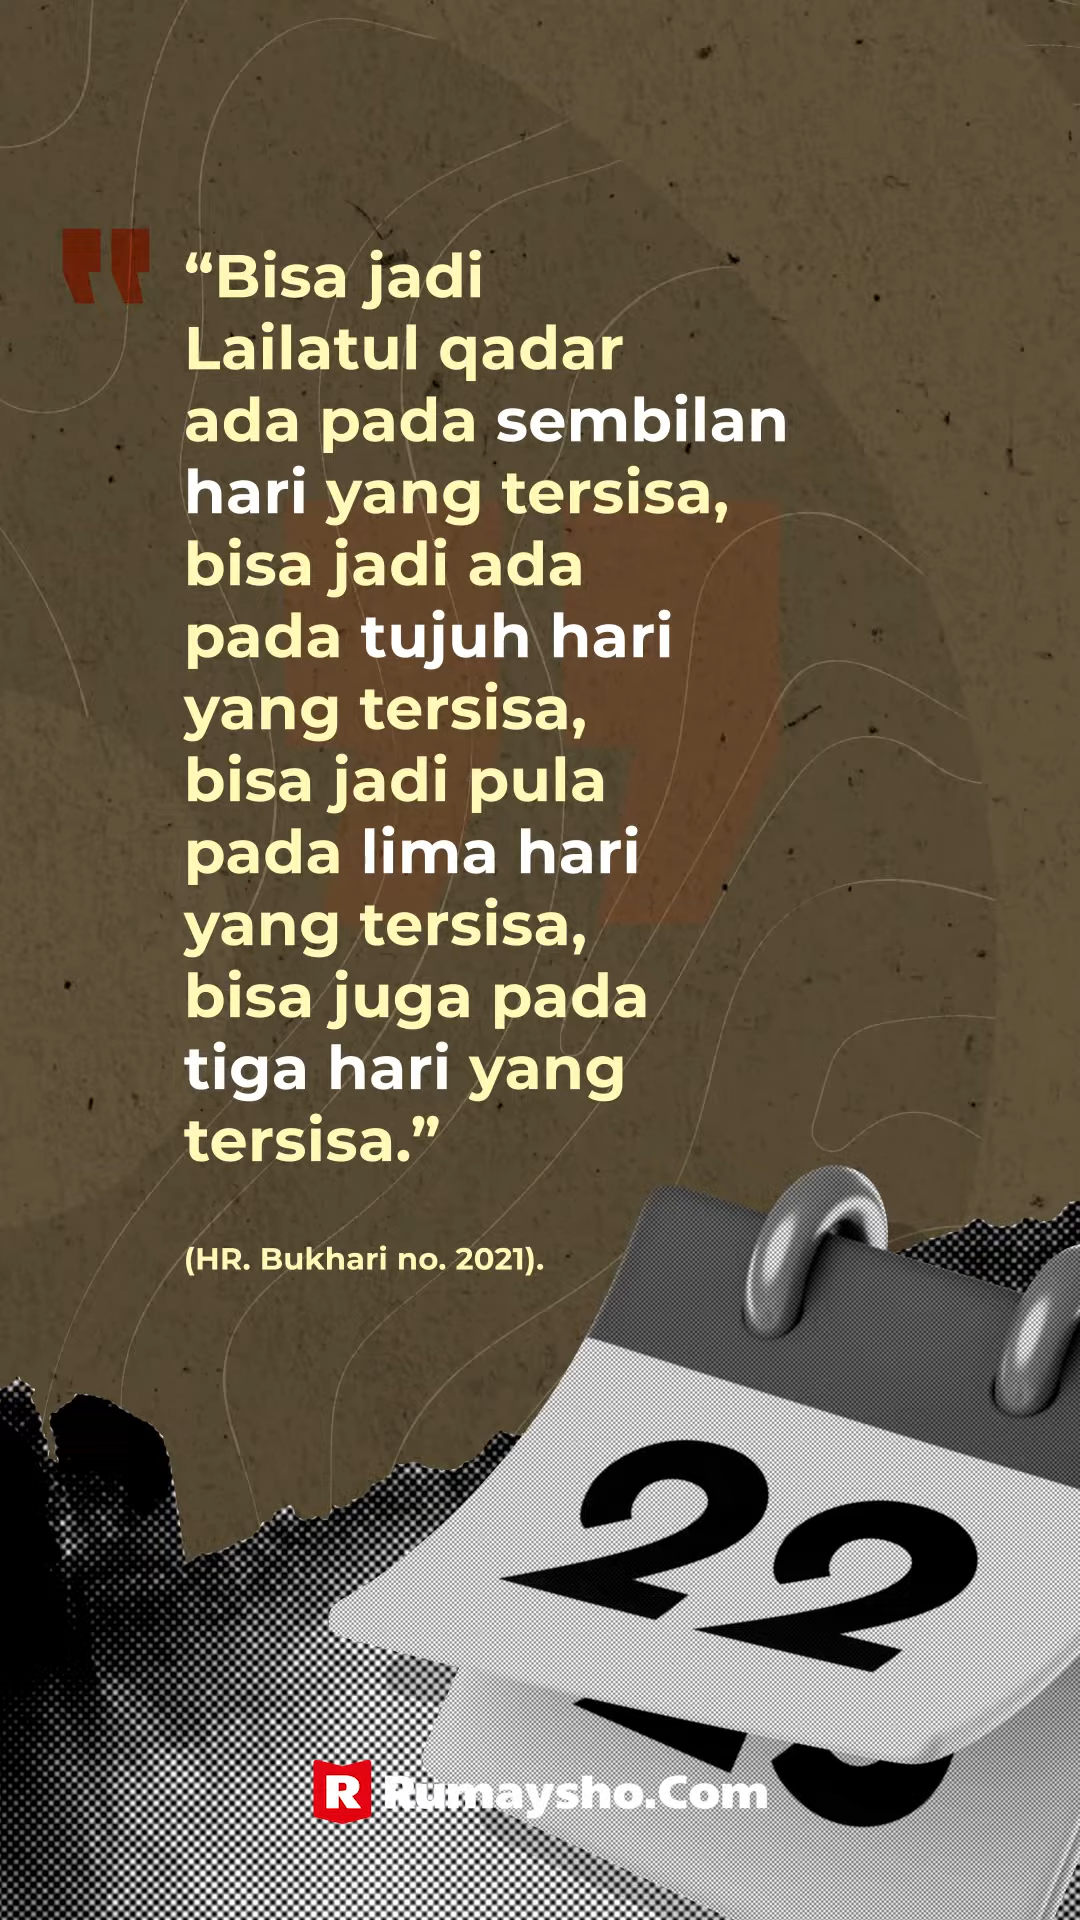 “Bisa jadi
Lailatul qadar
ada pada sembilan
hari yang tersisa,
bisa jadi ada
pada tujuh hari
yang tersisa,
bisa jadi pula
pada lima hari
yang tersisa,
bisa juga pada
tiga hari yang
tersisa.”
(HR. Bukhari no. 2021).
22
R Rumaysho.Com